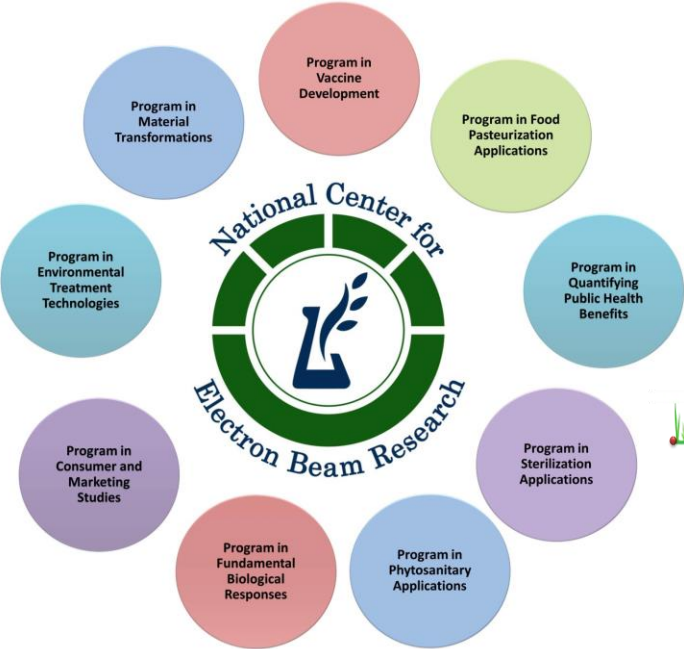 Program in
Vaccine
Development
Program in Food
Pasteurization
Applications
Program in
Quantifying
Public Health
Benefits
Program in
Sterilization
Applications
Program in
Phytosanitary
Applications
Program in
Fundamental
Biological
Responses
Program in
Consumer and
Marketing
Studies
Program in
Environmental
Treatment
Technologies
Program in
Material
Transformations
National Center for
Electron Beam Research